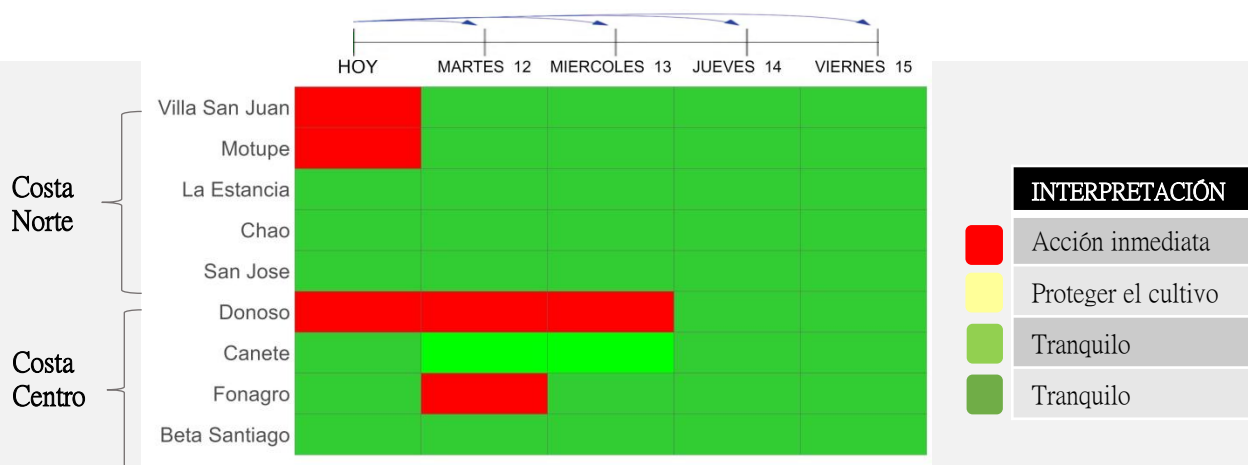 HOY MARTES 12 MIERCOLES 13 JUEVES 14 VIERNES 15
Costa
Norte
Villa San Juan
Motupe
La Estancia
Chao
San Jose
Costa
Centro
Donoso
Canete
Fonagro
Beta Santiago
INTERPRETACIÓN
Acción inmediata
Proteger el cultivo
Tranquilo
Tranquilo